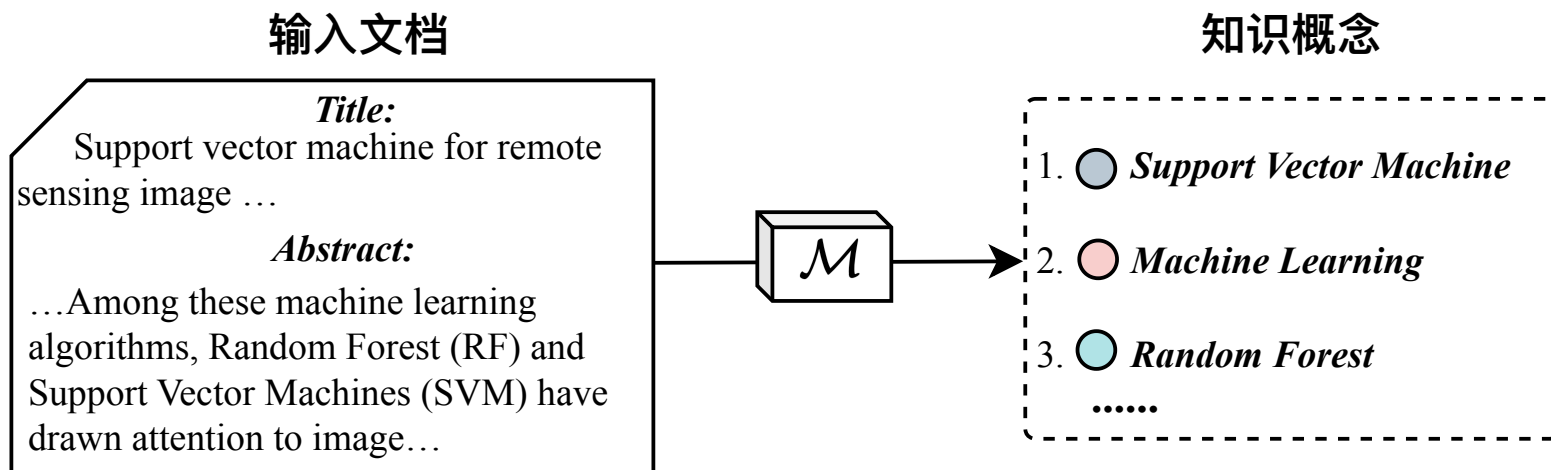 输入文档
Title:
Support vector machine for remote
sensing image …
Abstract:
…Among these machine learning
algorithms, Random Forest (RF) and
Support Vector Machines (SVM) have
drawn attention to image…
M
知识概念
1. Support Vector Machine
2. Machine Learning
3. Random Forest
......